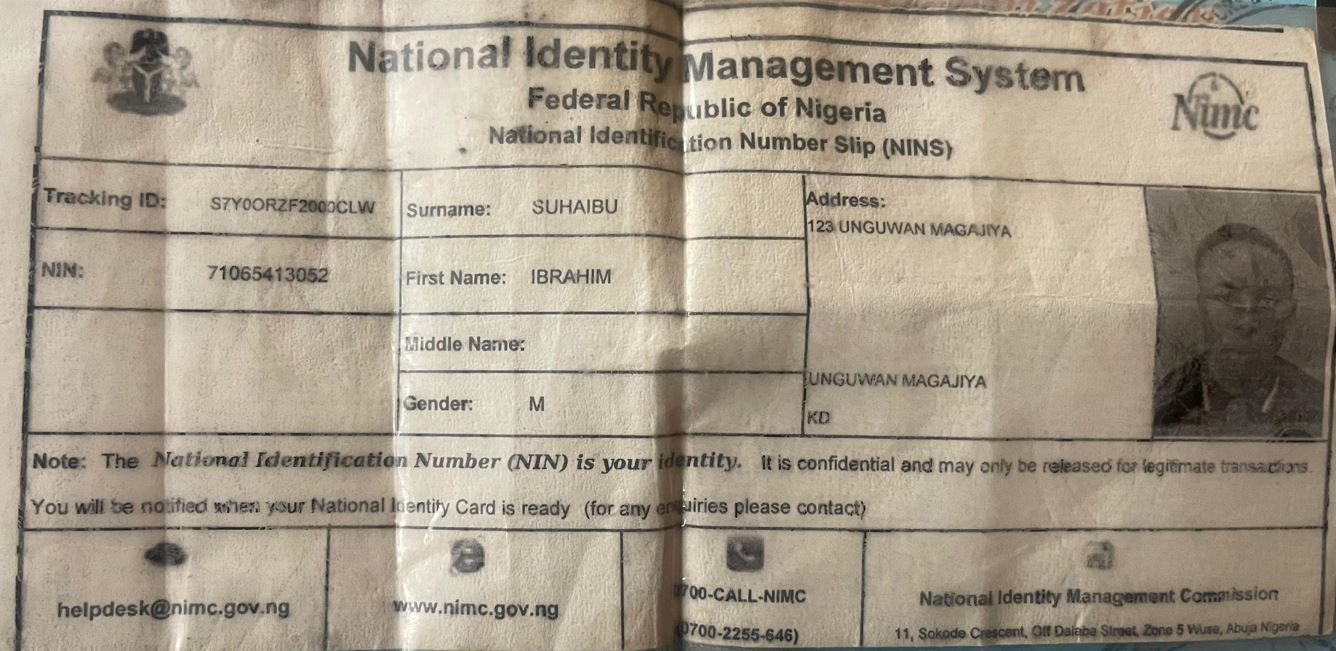 National Identity Management System
Federal Republic of Nigeria
National Identification Number Slip (NINS)
Nimc
Tracking ID: S7Y0ORZF2000CLW
Surname: SUHAIBU
Address:
123 UNGUWAN MAGAJIYA
NIN: 71065413052
First Name: IBRAHIM
Middle Name:
UNGUWAN MAGAJIYA
Gender: M
KD
Note: The National Identification Number (NIN) is your identity. It is confidential and may only be released for legitimate transactions.
You will be notified when your National Identity Card is ready (for any enquiries please contact)
helpdesk@nimc.gov.ng
www.nimc.gov.ng
0700-CALL-NIMC
(0700-2255-646)
National Identity Management Commission
11, Sokode Crescent, Off Dalaba Street, Zone 5 Wuse, Abuja Nigeria